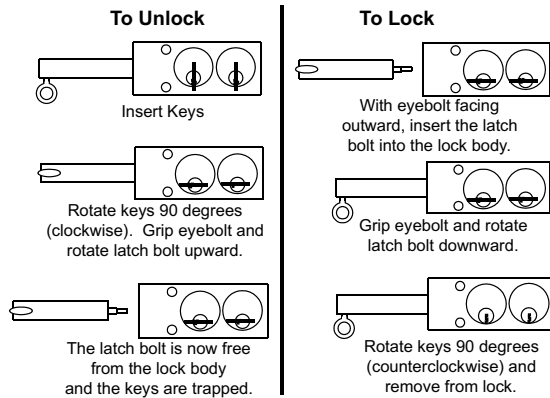 To Unlock
Insert Keys
Rotate keys 90 degrees
(clockwise).  Grip eyebolt and
rotate latch bolt upward.
The latch bolt is now free
from the lock body
and the keys are trapped.
To Lock
With eyebolt facing
outward, insert the latch
bolt into the lock body.
Grip eyebolt and rotate
latch bolt downward.
Rotate keys 90 degrees
(counterclockwise) and
remove from lock.